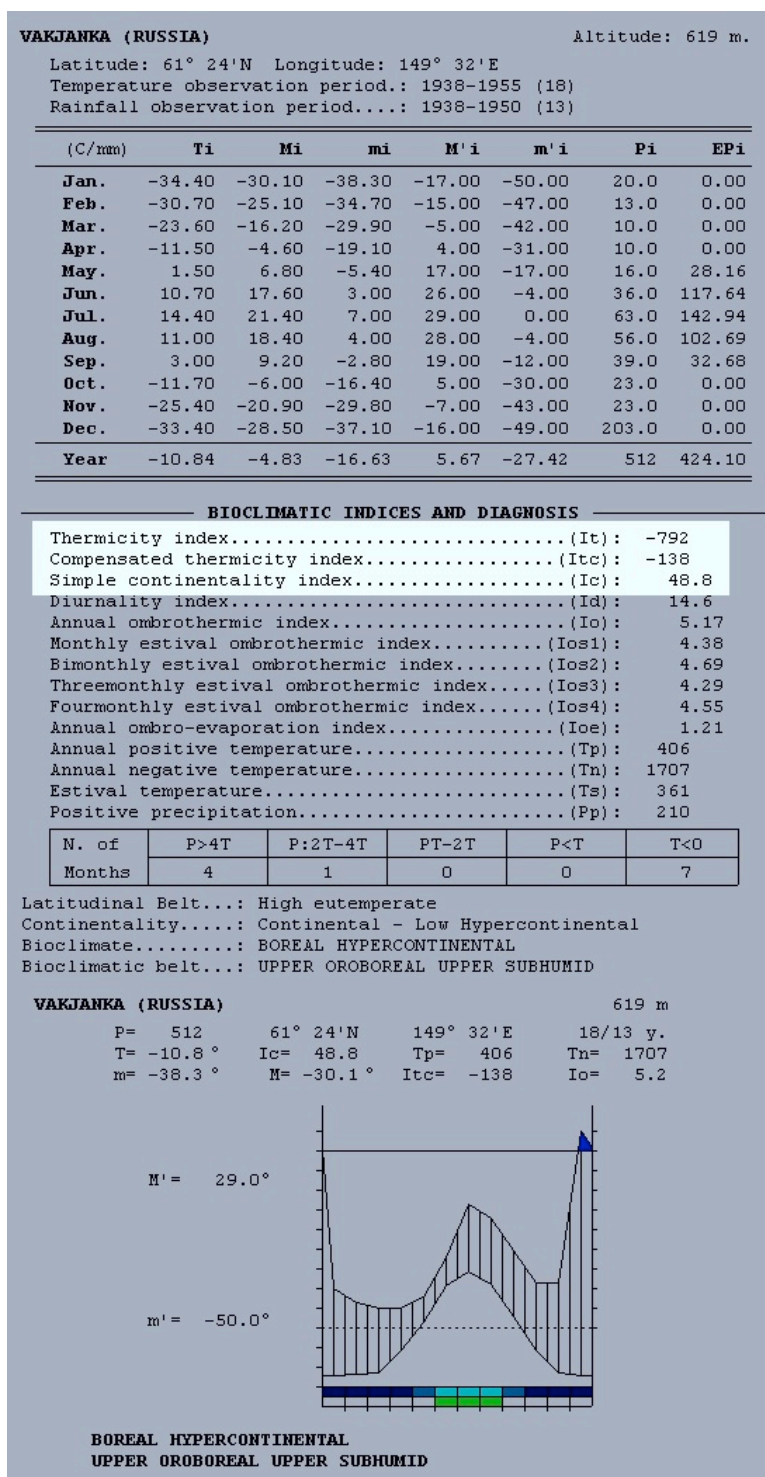 VAKJANKA (RUSSIA) Altitude: 619 m.
Latitude: 61° 24'N Longitude: 149° 32'E
Temperature observation period.: 1938-1955 (18)
Rainfall observation period....: 1938-1950 (13)
(C/mm) Ti Mi mi M'i m'i Pi EPi
Jan. -34.40 -30.10 -38.30 -17.00 -50.00 20.0 0.00
Feb. -30.70 -25.10 -34.70 -15.00 -47.00 13.0 0.00
Mar. -23.60 -16.20 -29.90 -5.00 -42.00 10.0 0.00
Apr. -11.50 -4.60 -19.10 4.00 -31.00 10.0 0.00
May. 1.50 6.80 -5.40 17.00 -17.00 16.0 28.16
Jun. 10.70 17.60 3.00 26.00 -4.00 36.0 117.64
Jul. 14.40 21.40 7.00 29.00 0.00 63.0 142.94
Aug. 11.00 18.40 4.00 28.00 -4.00 56.0 102.69
Sep. 3.00 9.20 -2.80 19.00 -12.00 39.0 32.68
Oct. -11.70 -6.00 -16.40 5.00 -30.00 23.0 0.00
Nov. -25.40 -20.90 -29.80 -7.00 -43.00 23.0 0.00
Dec. -33.40 -28.50 -37.10 -16.00 -49.00 203.0 0.00
Year -10.84 -4.83 -16.63 5.67 -27.42 512 424.10
BIOCLIMATIC INDICES AND DIAGNOSIS
Thermicity index.................................(It): -792
Compensated thermicity index...................(Itc): -138
Simple continentality index.....................(Ic): 48.8
Diurnality index.................................(Id): 14.6
Annual ombrothermic index.......................(Io): 5.17
Monthly estival ombrothermic index..........(Ios1): 4.38
Bimonthly estival ombrothermic index........(Ios2): 4.69
Threemonthly estival ombrothermic index.....(Ios3): 4.29
Fourmonthly estival ombrothermic index......(Ios4): 4.55
Annual ombro-evaporation index................(Ioe): 1.21
Annual positive temperature.....................(Tp): 406
Annual negative temperature.....................(Tn): 1707
Estival temperature..............................(Ts): 361
Positive precipitation..........................(Pp): 210
N. of P>4T P:2T-4T PT-2T P<T T<0
Months 4 1 0 0 7
Latitudinal Belt...: High eutemperate
Continentality.....: Continental - Low Hypercontinental
Bioclimate.........: BOREAL HYPERCONTINENTAL
Bioclimatic belt...: UPPER OROBOREAL UPPER SUBHUMID
VAKJANKA (RUSSIA) 619 m
P= 512 61° 24'N 149° 32'E 18/13 y.
T= -10.8 ° Ic= 48.8 Tp= 406 Tn= 1707
m= -38.3 ° M= -30.1 ° Itc= -138 Io= 5.2
M'= 29.0°
m'= -50.0°
BOREAL HYPERCONTINENTAL
UPPER OROBOREAL UPPER SUBHUMID